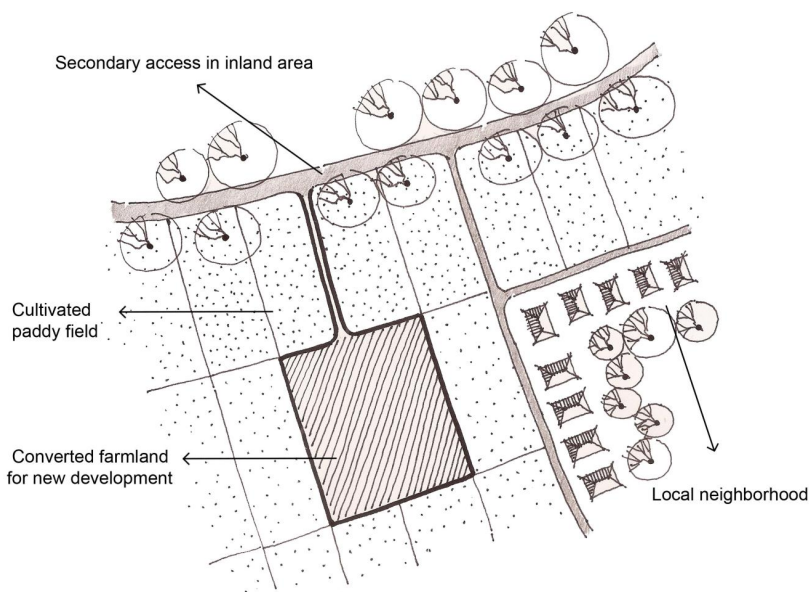 Secondary access in inland area
Cultivated
paddy field
Converted farmland
for new development
Local neighborhood